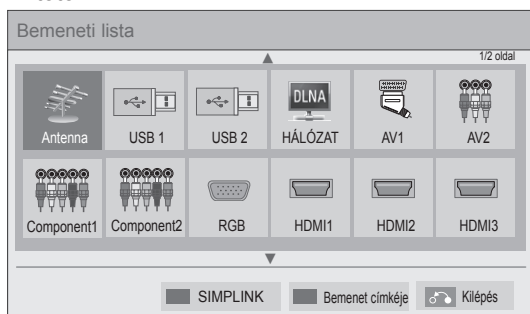 Bemeneti lista
1/2 oldal
DLNA
Antenna USB 1 USB 2 HÁLÓZAT AV1 AV2
Component1 Component2 RGB HDMI1 HDMI2 HDMI3
SIMPLINK Bemenet címkéje Kilépés